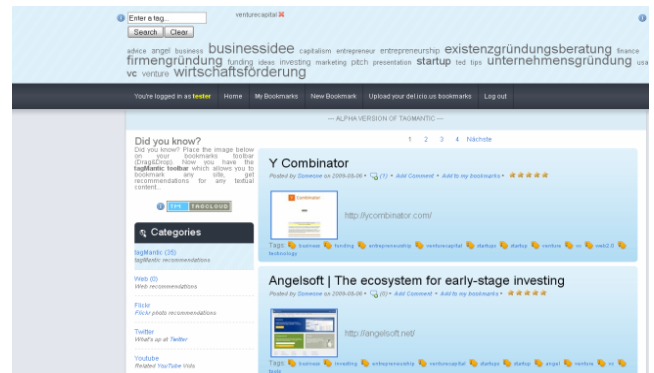 Enter a tag...
venturecapital
Search Clear
advice angel business businessidee capitalism entrepreneur entrepreneurship existenzgründungsberatung finance
firmengründung funding ideas investing marketing pitch presentation startup ted tips unternehmensgründung usa
vc venture wirtschaftsförderung
You're logged in as tester Home My Bookmarks New Bookmark Upload your del.icio.us bookmarks Log out
--- ALPHA VERSION OF TAGMANTIC ---
Did you know?
Did you know? Place the image below
on your bookmarks toolbar
(Drag&Drop). Now you have the
tagMantic toolbar which allows you to
bookmark any site, get
recommendations for any textual
content...
TAGCLOUD
Categories
tagMantic (35)
tagMantic recommendations
Web (0)
Web recommendations
Flickr
Flickr photo recommendations
Twitter
What's up at Twitter
Youtube
Related YouTube Vids
1 2 3 4 Nächste
Y Combinator
Posted by Someone on 2009-08-06 • (1) • Add Comment • Add to my bookmarks •
http://ycombinator.com/
Tags: business funding entrepreneurship venturecapital startups startup venture vc web2.0
technology
Angelsoft | The ecosystem for early-stage investing
Posted by Someone on 2009-08-06 • (0) • Add Comment • Add to my bookmarks •
http://angelsoft.net/
Tags: business investing entrepreneurship venturecapital startups startup angel venture vc